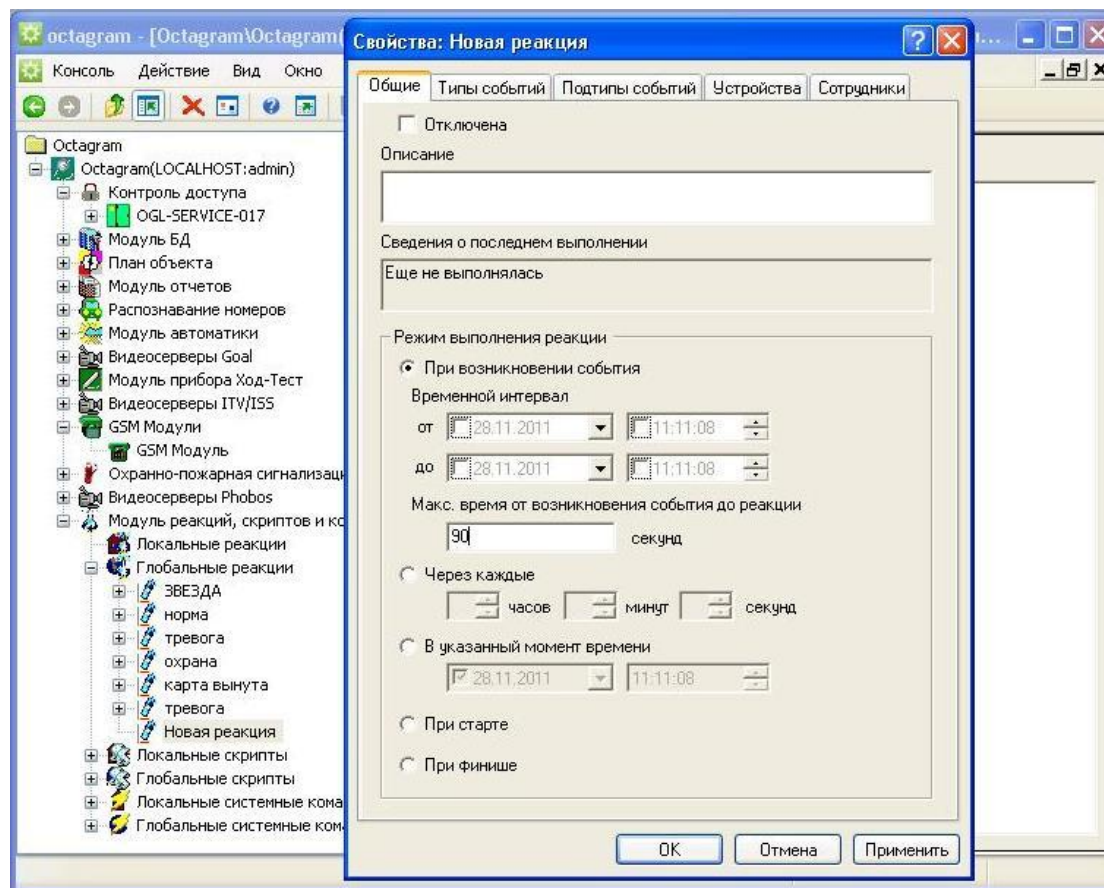 octagram - [Octagram\Octagram(
Консоль Действие Вид Окно
Octagram
Octagram(LOCALHOST:admin)
Контроль доступа
OGL-SERVICE-017
Модуль БД
План объекта
Модуль отчетов
Распознавание номеров
Модуль автоматики
Видеосерверы Goal
Модуль прибора Ход-Тест
Видеосерверы ITV/ISS
GSM Модули
GSM Модуль
Охранно-пожарная сигнализаци
Видеосерверы Phobos
Модуль реакций, скриптов и ко
Локальные реакции
Глобальные реакции
ЗВЕЗДА
норма
тревога
охрана
карта вынута
тревога
Новая реакция
Локальные скрипты
Глобальные скрипты
Локальные системные кома
Глобальные системные ком
Свойства: Новая реакция
Общие Типы событий Подтипы событий Устройства Сотрудники
Отключена
Описание
Сведения о последнем выполнении
Еще не выполнялась
Режим выполнения реакции
При возникновении события
Временной интервал
от 28.11.2011 11:11:08
до 28.11.2011 11:11:08
Макс. время от возникновения события до реакции
90 секунд
Через каждые
часов минут секунд
В указанный момент времени
28.11.2011 11:11:08
При старте
При финише
OK Отмена Применить